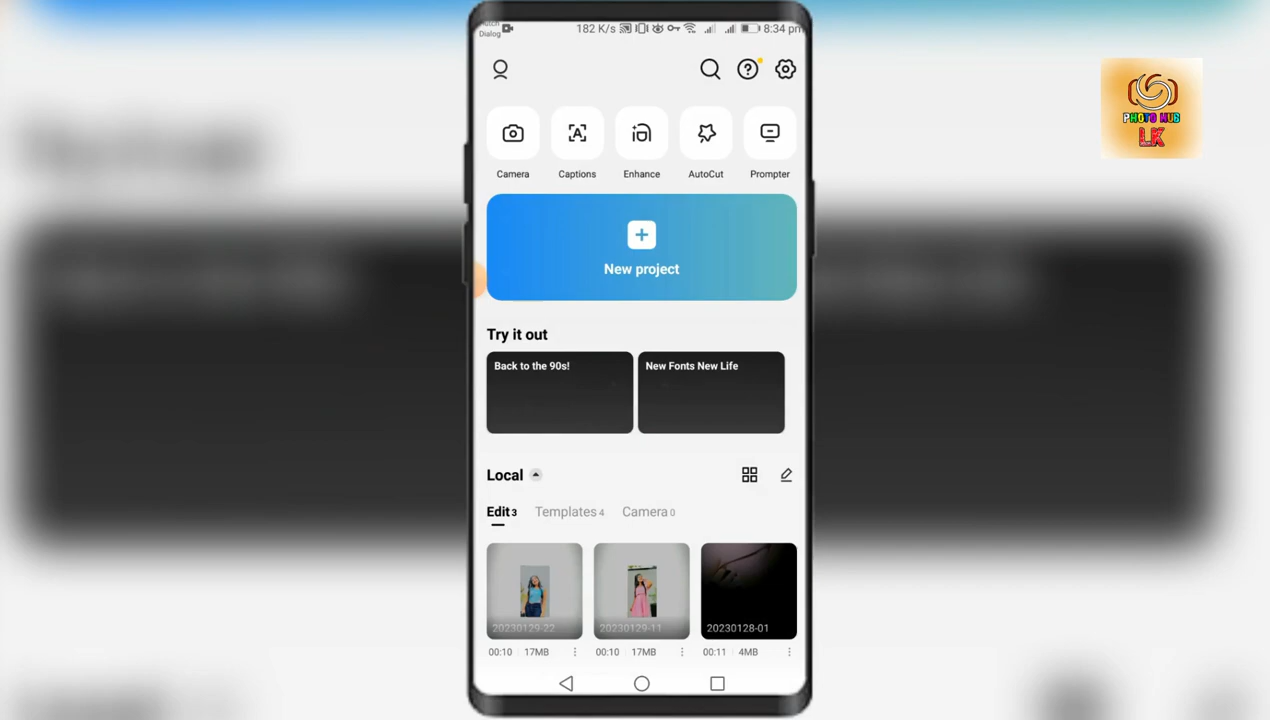 Dialog
182 K/s
8:34 pm
PHOTO HUB
LK
Camera
Captions
Enhance
AutoCut
Prompter
New project
Try it out
Back to the 90s!
New Fonts New Life
Local
Edit 3
Templates 4
Camera 0
20230129-22
20230129-11
20230128-01
00:10 17MB
00:10 17MB
00:11 4MB